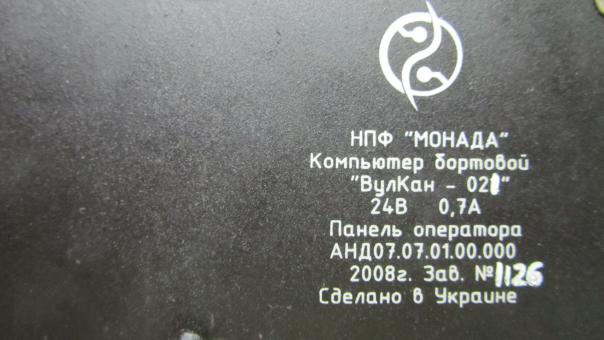 НПФ "МОНАДА"
Компьютер бортовой
"ВулКан - 021"
24В 0,7А
Панель оператора
АНД07.07.01.00.000
2008г. Зав. №1126
Сделано в Украине